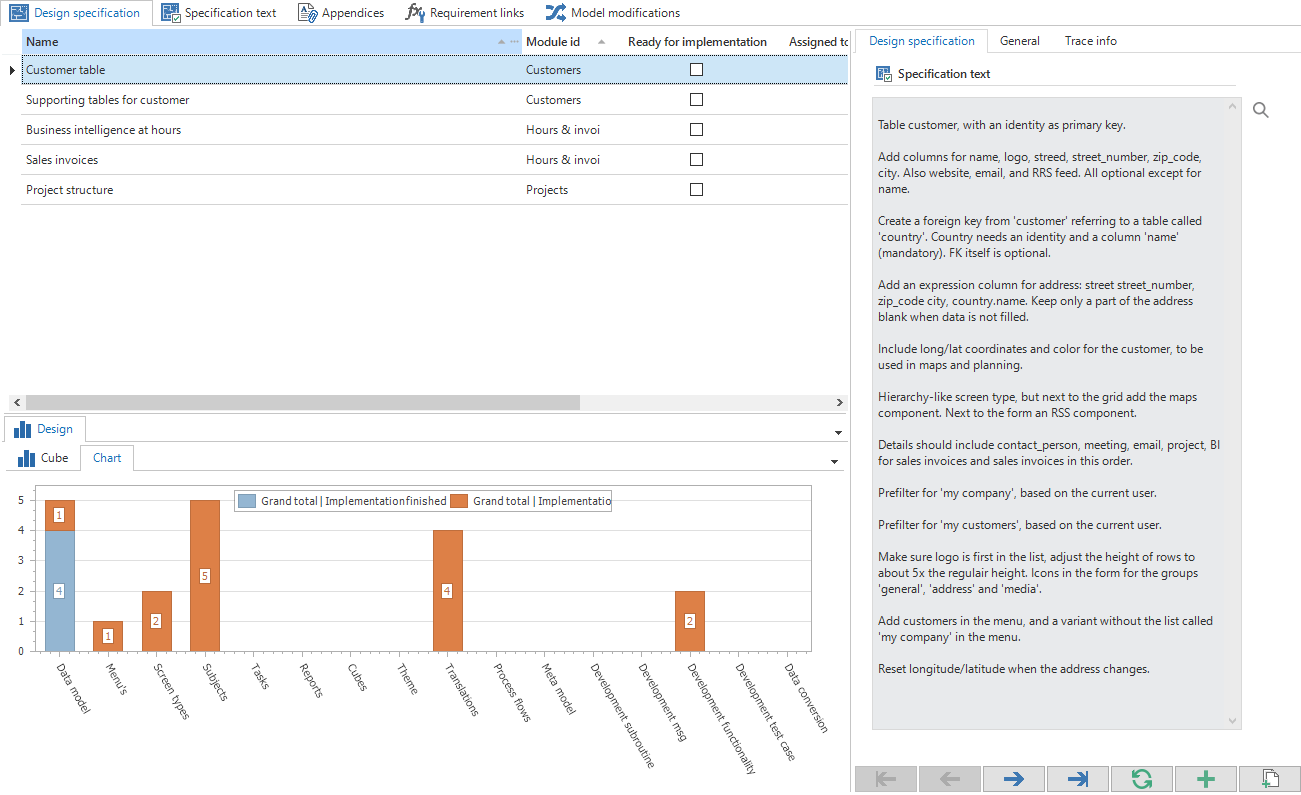 Design specification
Specification text
Appendices
Requirement links
Model modifications
Name
Module id
Ready for implementation
Assigned to
Customer table
Customers
Supporting tables for customer
Customers
Business intelligence at hours
Hours & invoi
Sales invoices
Hours & invoi
Project structure
Projects
Design
Cube
Chart
Grand total | Implementationfinished
Grand total | Implementatio
5
4
3
2
1
0
1
4
1
2
5
4
2
Data model
Menu's
Screen types
Subjects
Tasks
Reports
Cubes
Theme
Translations
Process flows
Meta model
Development subroutine
Development msg
Development functionality
Development test case
Data conversion
Design specification
General
Trace info
Specification text
Table customer, with an identity as primary key.
Add columns for name, logo, streed, street_number, zip_code,
city. Also website, email, and RRS feed. All optional except for
name.
Create a foreign key from 'customer' referring to a table called
'country'. Country needs an identity and a column 'name'
(mandatory). FK itself is optional.
Add an expression column for address: street street_number,
zip_code city, country.name. Keep only a part of the address
blank when data is not filled.
Include long/lat coordinates and color for the customer, to be
used in maps and planning.
Hierarchy-like screen type, but next to the grid add the maps
component. Next to the form an RSS component.
Details should include contact_person, meeting, email, project, BI
for sales invoices and sales invoices in this order.
Prefilter for 'my company', based on the current user.
Prefilter for 'my customers', based on the current user.
Make sure logo is first in the list, adjust the height of rows to
about 5x the regulair height. Icons in the form for the groups
'general', 'address' and 'media'.
Add customers in the menu, and a variant without the list called
'my company' in the menu.
Reset longitude/latitude when the address changes.